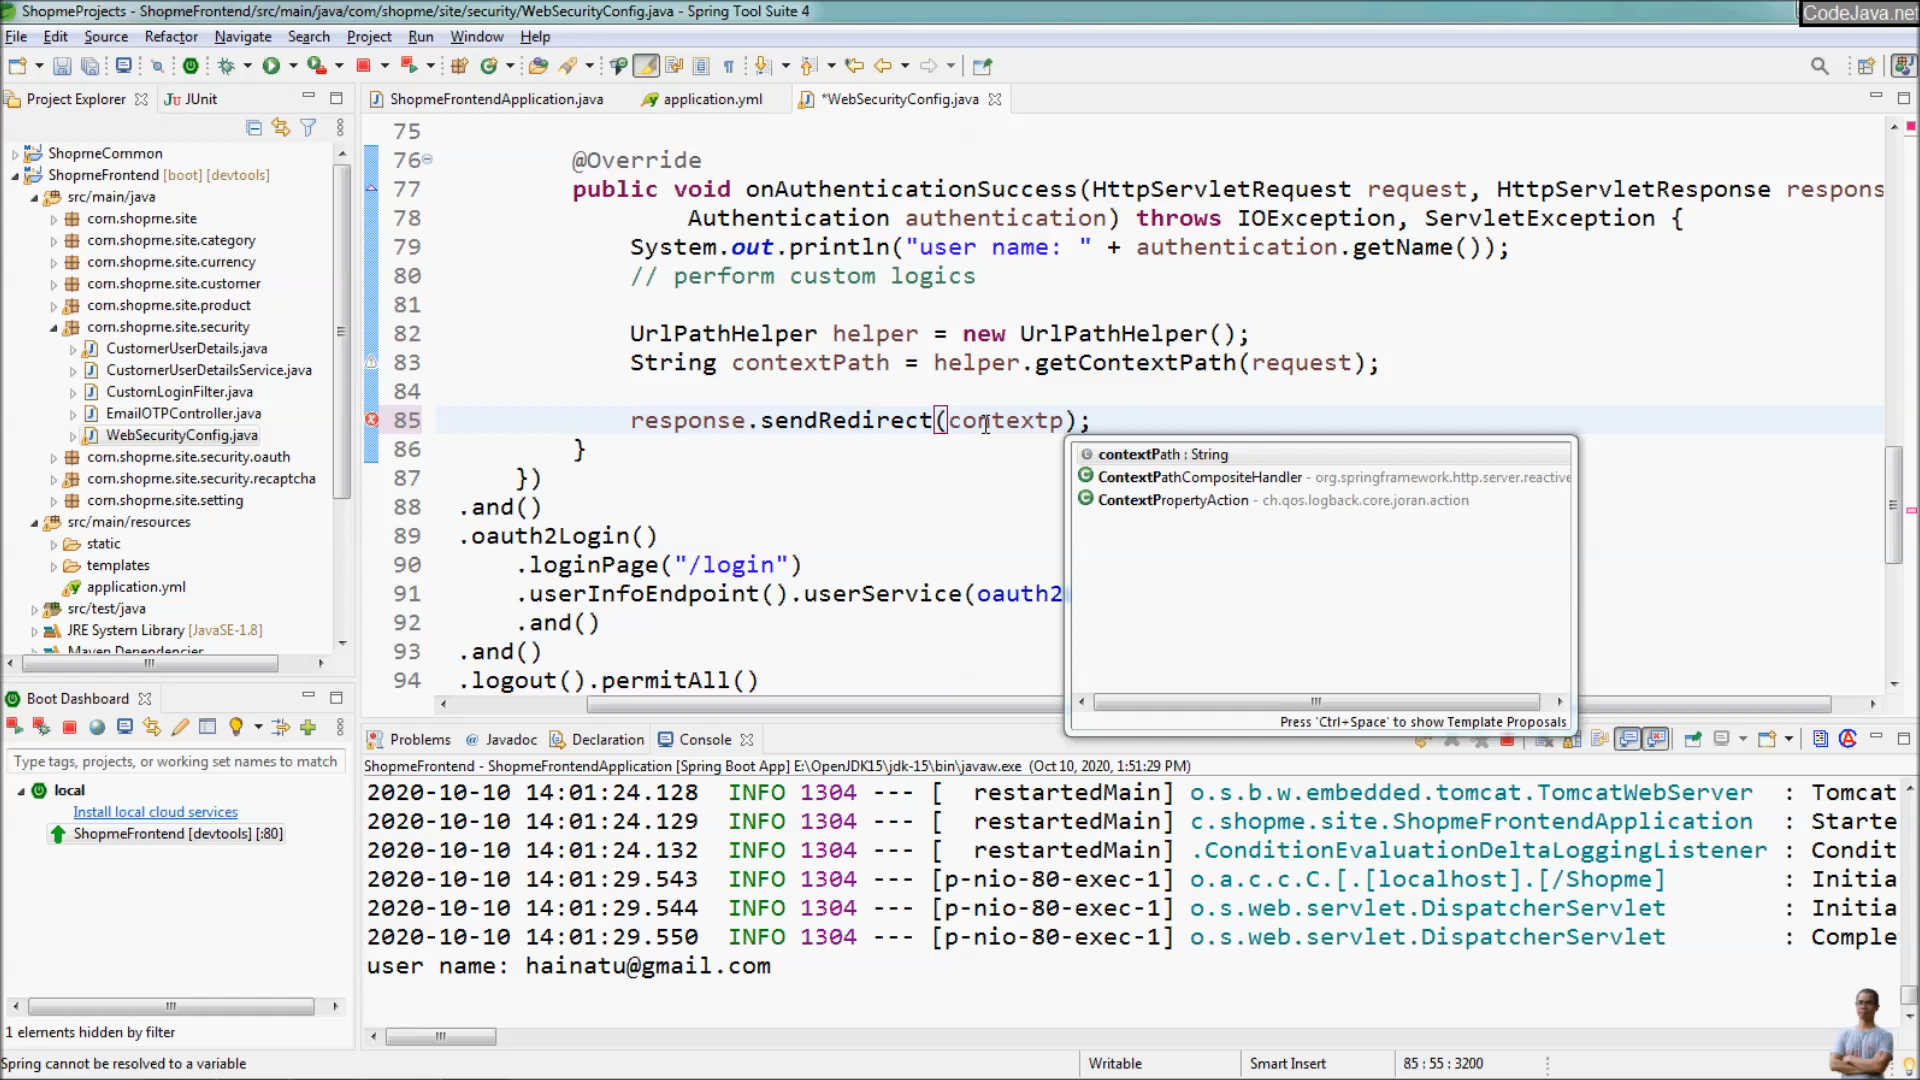 ShopmeProjects - ShopmeFrontend/src/main/java/com/shopme/site/security/WebSecurityConfig.java - Spring Tool Suite 4
CodeJava.net
File Edit Source Refactor Navigate Search Project Run Window Help
Project Explorer
JUnit
ShopmeFrontendApplication.java
application.yml
*WebSecurityConfig.java
ShopmeCommon
ShopmeFrontend [boot] [devtools]
src/main/java
com.shopme.site
com.shopme.site.category
com.shopme.site.currency
com.shopme.site.customer
com.shopme.site.product
com.shopme.site.security
CustomerUserDetails.java
CustomerUserDetailsService.java
CustomLoginFilter.java
EmailOTPController.java
WebSecurityConfig.java
com.shopme.site.security.oauth
com.shopme.site.security.recaptcha
com.shopme.site.setting
src/main/resources
static
templates
application.yml
src/test/java
JRE System Library [JavaSE-1.8]
Maven Dependencies
75
76 @Override
77 public void onAuthenticationSuccess(HttpServletRequest request, HttpServletResponse respons
78 Authentication authentication) throws IOException, ServletException {
79 System.out.println("user name: " + authentication.getName());
80 // perform custom logics
81
82 UrlPathHelper helper = new UrlPathHelper();
83 String contextPath = helper.getContextPath(request);
84
85 response.sendRedirect(contextp);
86 }
87 })
88 .and()
89 .oauth2Login()
90 .loginPage("/login")
91 .userInfoEndpoint().userService(oauth2
92 .and()
93 .and()
94 .logout().permitAll()
contextPath : String
ContextPathCompositeHandler - org.springframework.http.server.reactive
ContextPropertyAction - ch.qos.logback.core.joran.action
Press 'Ctrl+Space' to show Template Proposals
Boot Dashboard
Type tags, projects, or working set names to match
local
Install local cloud services
ShopmeFrontend [devtools] [:80]
1 elements hidden by filter
Problems
Javadoc
Declaration
Console
ShopmeFrontend - ShopmeFrontendApplication [Spring Boot App] E:\OpenJDK15\jdk-15\bin\javaw.exe (Oct 10, 2020, 1:51:29 PM)
2020-10-10 14:01:24.128 INFO 1304 --- [ restartedMain] o.s.b.w.embedded.tomcat.TomcatWebServer : Tomcat
2020-10-10 14:01:24.129 INFO 1304 --- [ restartedMain] c.shopme.site.ShopmeFrontendApplication : Starte
2020-10-10 14:01:24.132 INFO 1304 --- [ restartedMain] .ConditionEvaluationDeltaLoggingListener : Condit
2020-10-10 14:01:29.543 INFO 1304 --- [p-nio-80-exec-1] o.a.c.c.C.[.[localhost].[/Shopme] : Initia
2020-10-10 14:01:29.544 INFO 1304 --- [p-nio-80-exec-1] o.s.web.servlet.DispatcherServlet : Initia
2020-10-10 14:01:29.550 INFO 1304 --- [p-nio-80-exec-1] o.s.web.servlet.DispatcherServlet : Comple
user name: hainatu@gmail.com
Spring cannot be resolved to a variable
Writable
Smart Insert
85 : 55 : 3200